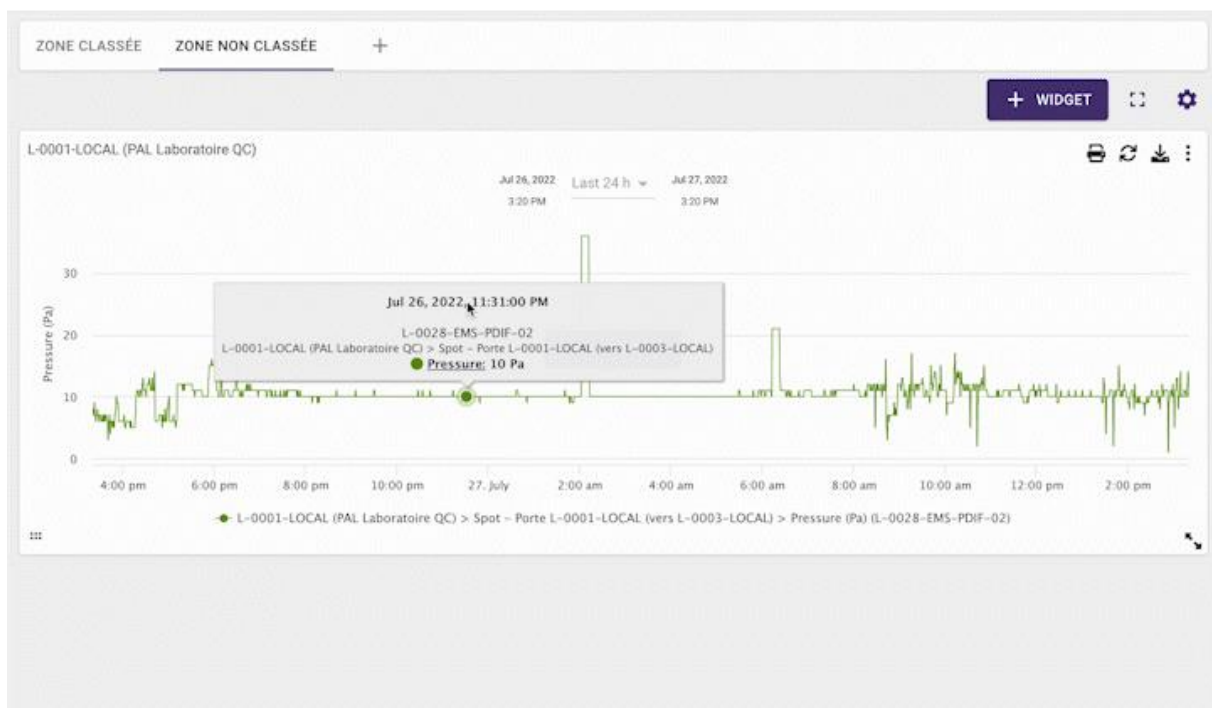 ZONE CLASSÉE ZONE NON CLASSÉE +
+ WIDGET
L-0001-LOCAL (PAL Laboratoire QC)
Jul 26, 2022 Last 24 h Jul 27, 2022
3:20 PM 3:20 PM
30
Jul 26, 2022, 11:31:00 PM
L-0028-EMS-PDIF-02
L-0001-LOCAL (PAL Laboratoire QC) > Spot - Porte L-0001-LOCAL (vers L-0003-LOCAL)
Pressure: 10 Pa
Pressure (Pa)
20
10
0
4:00 pm 6:00 pm 8:00 pm 10:00 pm 27. July 2:00 am 4:00 am 6:00 am 8:00 am 10:00 am 12:00 pm 2:00 pm
L-0001-LOCAL (PAL Laboratoire QC) > Spot - Porte L-0001-LOCAL (vers L-0003-LOCAL) > Pressure (Pa) (L-0028-EMS-PDIF-02)